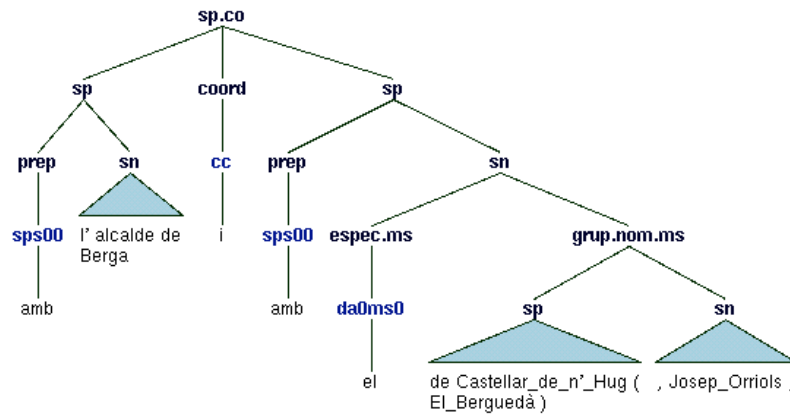 sp.co
sp coord sp
prep sn cc prep sn
sps00 l' alcalde de i sps00 espec.ms grup.nom.ms
Berga
amb amb da0ms0 sp sn
el de Castellar_de_n'_Hug ( , Josep_Orriols ,
El_Berguedà )